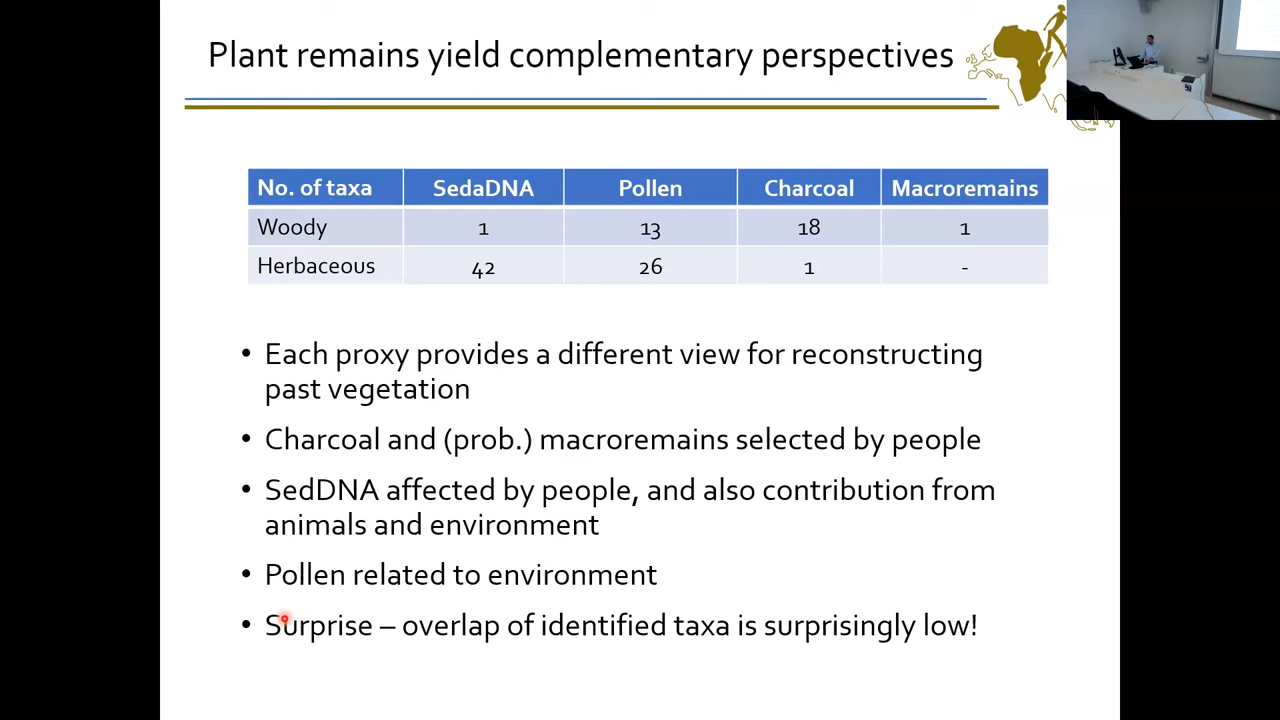 Plant remains yield complementary perspectives
No. of taxa SedaDNA Pollen Charcoal Macroremains
Woody 1 13 18 1
Herbaceous 42 26 1 -
• Each proxy provides a different view for reconstructing
past vegetation
• Charcoal and (prob.) macroremains selected by people
• SedDNA affected by people, and also contribution from
animals and environment
• Pollen related to environment
• Surprise – overlap of identified taxa is surprisingly low!